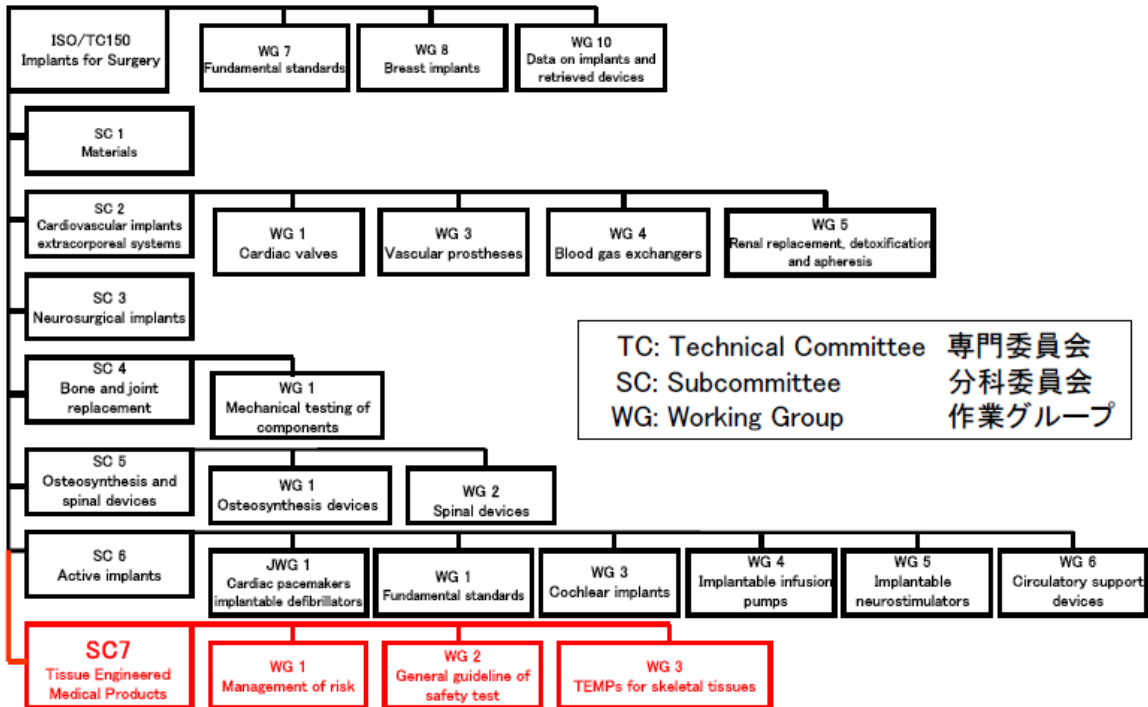 ISO/TC150
Implants for Surgery
WG 7
Fundamental standards
WG 8
Breast implants
WG 10
Data on implants and
retrieved devices
SC 1
Materials
SC 2
Cardiovascular implants
extracorporeal systems
WG 1
Cardiac valves
WG 3
Vascular prostheses
WG 4
Blood gas exchangers
WG 5
Renal replacement, detoxification
and apheresis
SC 3
Neurosurgical implants
TC: Technical Committee 専門委員会
SC: Subcommittee 分科委員会
WG: Working Group 作業グループ
SC 4
Bone and joint
replacement
WG 1
Mechanical testing of
components
SC 5
Osteosynthesis and
spinal devices
WG 1
Osteosynthesis devices
WG 2
Spinal devices
SC 6
Active implants
JWG 1
Cardiac pacemakers
implantable defibrillators
WG 1
Fundamental standards
WG 3
Cochlear implants
WG 4
Implantable infusion
pumps
WG 5
Implantable
neurostimulators
WG 6
Circulatory support
devices
SC7
Tissue Engineered
Medical Products
WG 1
Management of risk
WG 2
General guideline of
safety test
WG 3
TEMPs for skeletal tissues